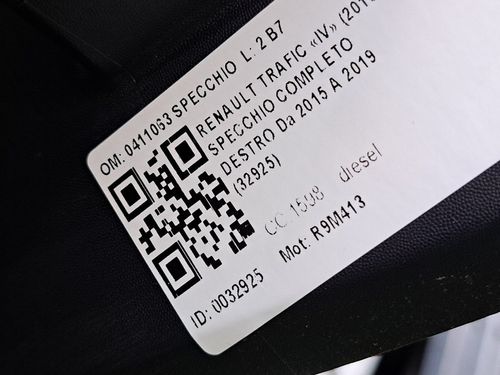 OM: 0411063 SPECCHIO L: 2 B7
RENAULT TRAFIC «IV» (201
SPECCHIO COMPLETO
DESTRO Da 2015 A 2019
(32925)
CC:1598 diesel
Mot: R9M413
ID: 0032925